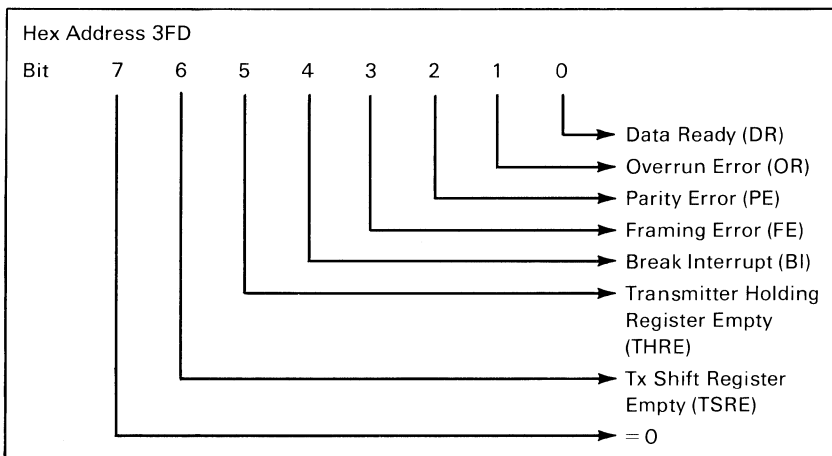 Hex Address 3FD
Bit 7 6 5 4 3 2 1 0
Data Ready (DR)
Overrun Error (OR)
Parity Error (PE)
Framing Error (FE)
Break Interrupt (BI)
Transmitter Holding
Register Empty
(THRE)
Tx Shift Register
Empty (TSRE)
= 0